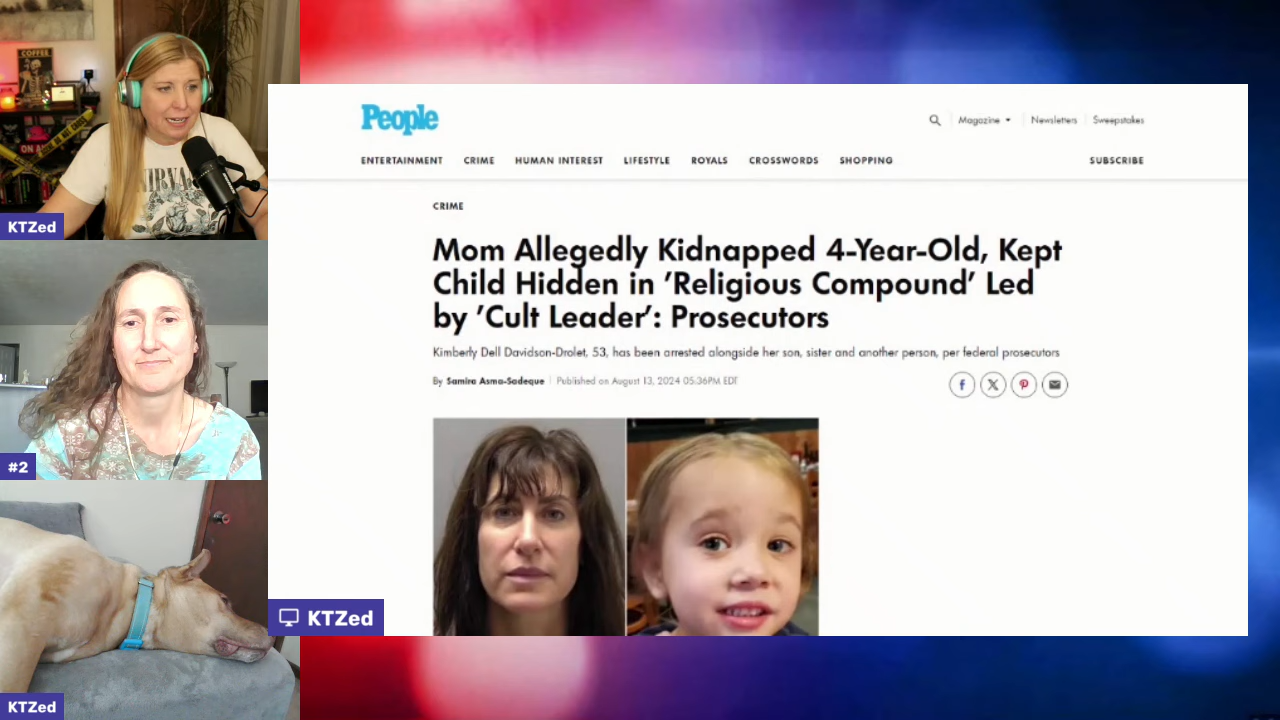 COFFEE
ON A
NIRVANA
KTZed
#2
KTZed
People
Magazine
Newsletters
Sweepstakes
ENTERTAINMENT CRIME HUMAN INTEREST LIFESTYLE ROYALS CROSSWORDS SHOPPING SUBSCRIBE
CRIME
Mom Allegedly Kidnapped 4-Year-Old, Kept
Child Hidden in 'Religious Compound' Led
by 'Cult Leader': Prosecutors
Kimberly Dell Davidson-Drolet, 53, has been arrested alongside her son, sister and another person, per federal prosecutors
By Samira Asma-Sadeque Published on August 13, 2024 05:36PM EDT
KTZed